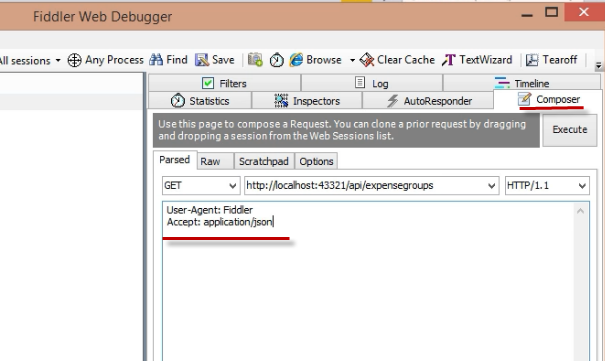 Fiddler Web Debugger
All sessions Any Process Find Save Browse Clear Cache TextWizard Tearoff
Filters Log Timeline
Statistics Inspectors AutoResponder Composer
Use this page to compose a Request. You can clone a prior request by dragging
and dropping a session from the Web Sessions list.
Execute
Parsed Raw Scratchpad Options
GET http://localhost:43321/api/expensegroups HTTP/1.1
User-Agent: Fiddler
Accept: application/json